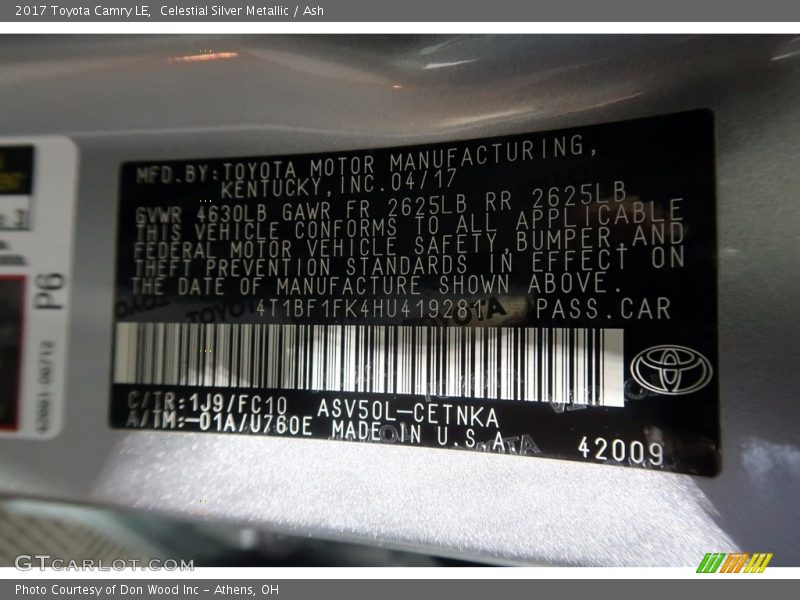 2017 Toyota Camry LE, Celestial Silver Metallic / Ash
MFD.BY:TOYOTA MOTOR MANUFACTURING,
KENTUCKY,INC.04/17
GVWR 4630LB GAWR FR 2625LB RR 2625LB
THIS VEHICLE CONFORMS TO ALL APPLICABLE
FEDERAL MOTOR VEHICLE SAFETY,BUMPER,AND
THEFT PREVENTION STANDARDS IN EFFECT ON
THE DATE OF MANUFACTURE SHOWN ABOVE.
PASS.CAR
C/TR:1J9/FC10 ASV50L-CETNKA
A/TM:-01A/U760E MADE IN U.S.A.
42009
P6
GTCARLOT.COM
Photo Courtesy of Don Wood Inc - Athens, OH